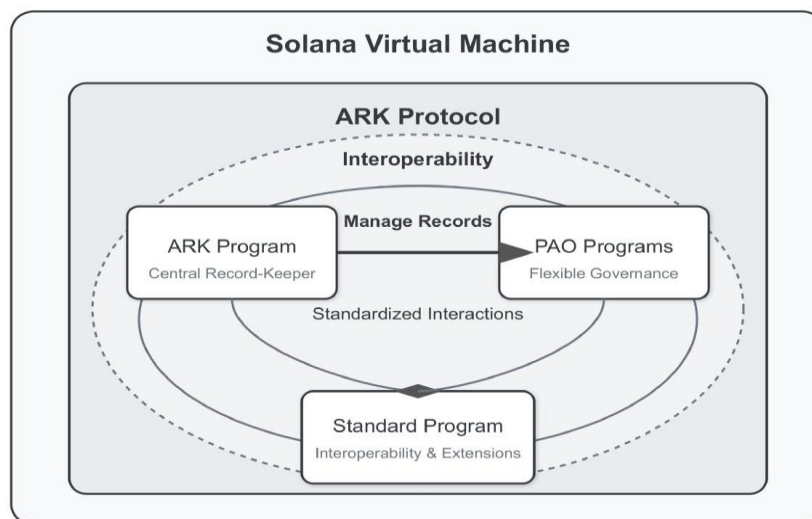 Solana Virtual Machine
ARK Protocol
Interoperability
Manage Records
ARK Program
Central Record-Keeper
PAO Programs
Flexible Governance
Standardized Interactions
Standard Program
Interoperability & Extensions